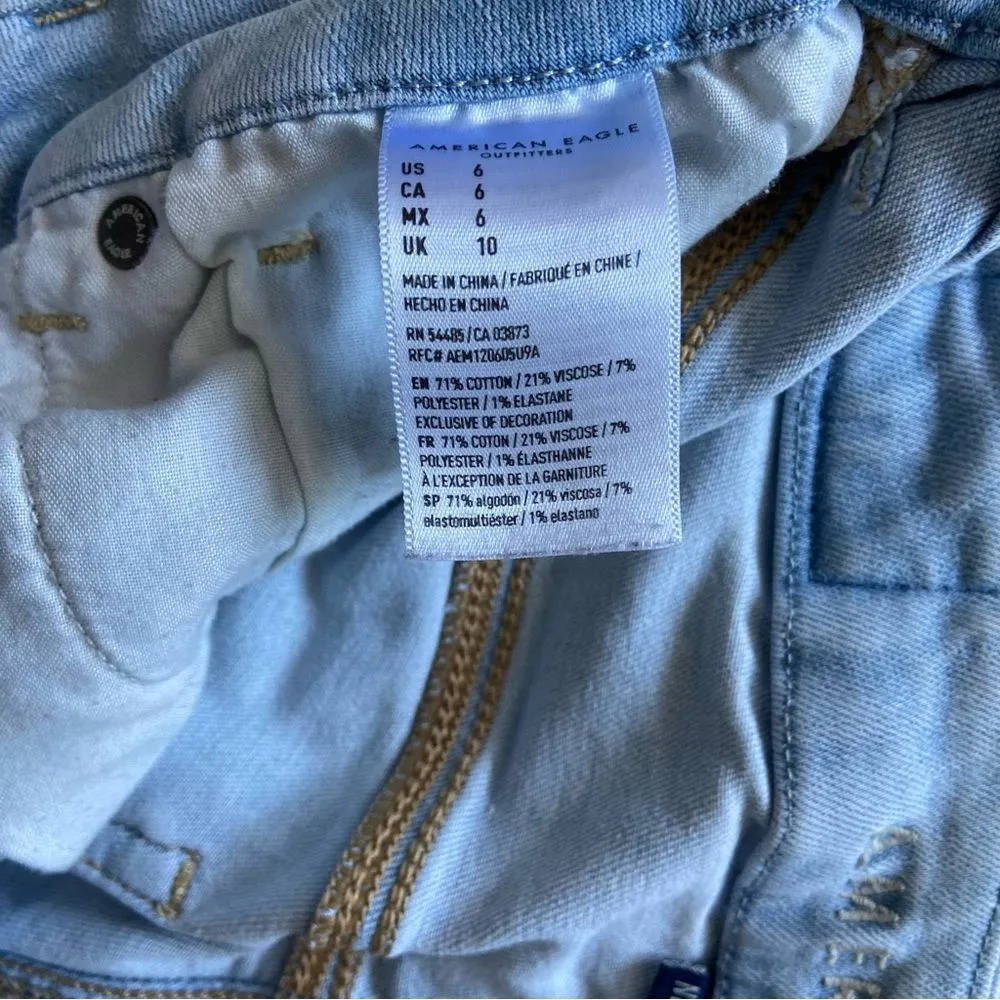 AMERICAN EAGLE
OUTFITTERS
US 6
CA 6
MX 6
UK 10
MADE IN CHINA / FABRIQUÉ EN CHINE /
HECHO EN CHINA
RN 54485/CA 03873
RFC# AEM120605U9A
EN 71% COTTON / 21% VISCOSE / 7%
POLYESTER / 1% ELASTANE
EXCLUSIVE OF DECORATION
FR 71% COTON / 21% VISCOSE / 7%
POLYESTER / 1% ÉLASTHANNE
À L'EXCEPTION DE LA GARNITURE
SP 71% algodón / 21% viscosa / 7%
elastomultiéster / 1% elastano
AMERICAN
EAGLE